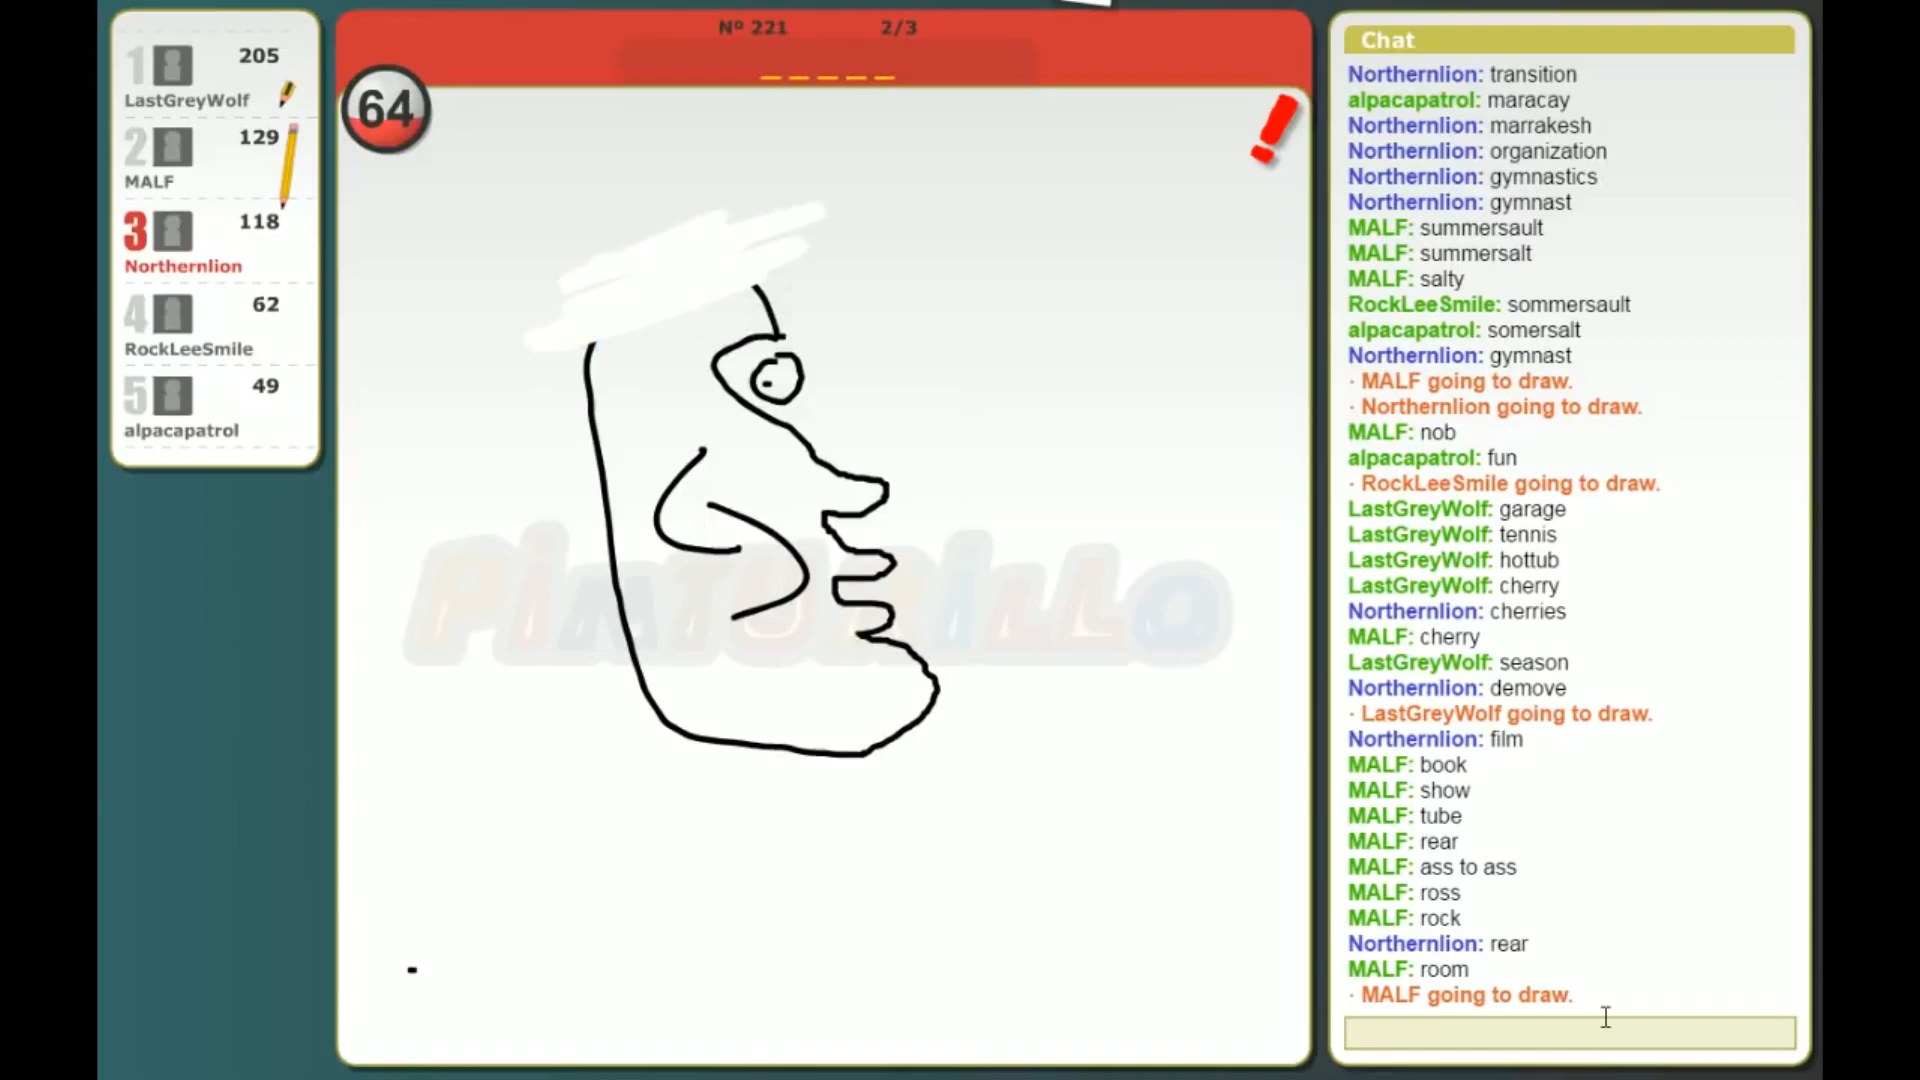 Nº 221 2/3
_ _ _ _ _
64
1 205
LastGreyWolf
2 129
MALF
3 118
Northernlion
4 62
RockLeeSmile
5 49
alpacapatrol
PINTURILLO
Chat
Northernlion: transition
alpacapatrol: maracay
Northernlion: marrakesh
Northernlion: organization
Northernlion: gymnastics
Northernlion: gymnast
MALF: summersault
MALF: summersalt
MALF: salty
RockLeeSmile: sommersault
alpacapatrol: somersalt
Northernlion: gymnast
· MALF going to draw.
· Northernlion going to draw.
MALF: nob
alpacapatrol: fun
· RockLeeSmile going to draw.
LastGreyWolf: garage
LastGreyWolf: tennis
LastGreyWolf: hottub
LastGreyWolf: cherry
Northernlion: cherries
MALF: cherry
LastGreyWolf: season
Northernlion: demove
· LastGreyWolf going to draw.
Northernlion: film
MALF: book
MALF: show
MALF: tube
MALF: rear
MALF: ass to ass
MALF: ross
MALF: rock
Northernlion: rear
MALF: room
· MALF going to draw.